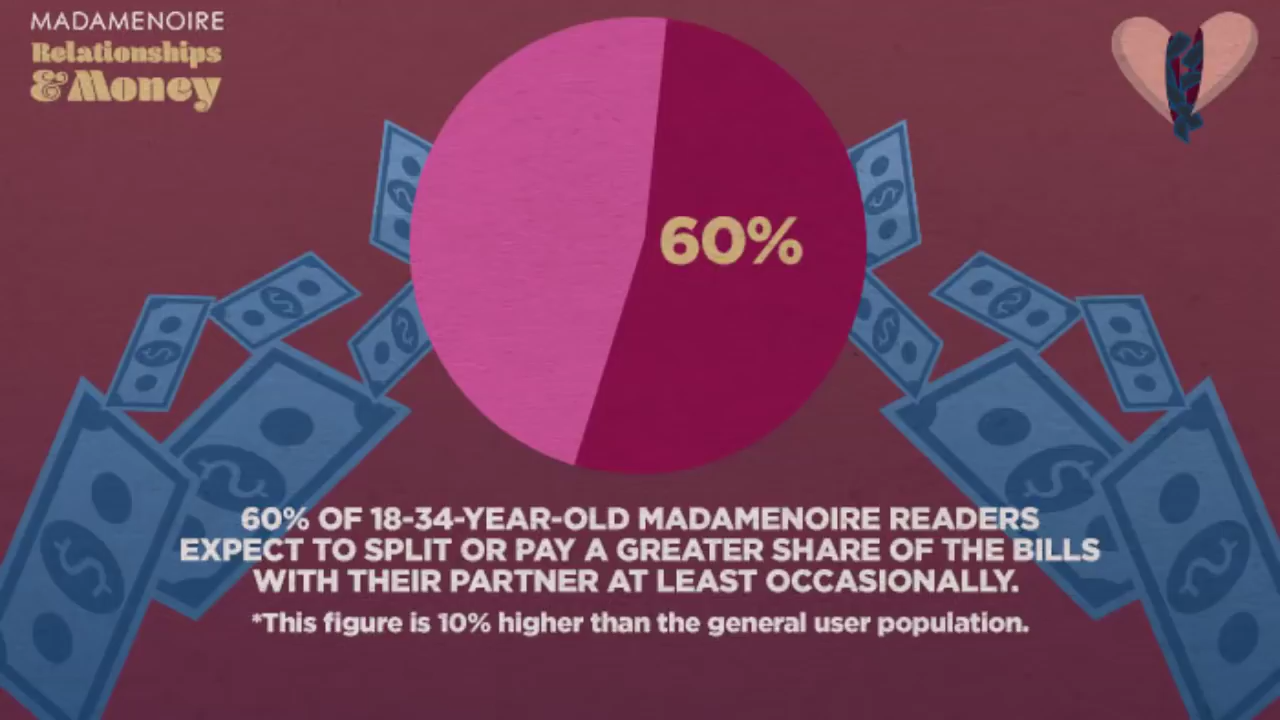 MADAMENOIRE
Relationships
&Money
60%
60% OF 18-34-YEAR-OLD MADAMENOIRE READERS
EXPECT TO SPLIT OR PAY A GREATER SHARE OF THE BILLS
WITH THEIR PARTNER AT LEAST OCCASIONALLY.
*This figure is 10% higher than the general user population.